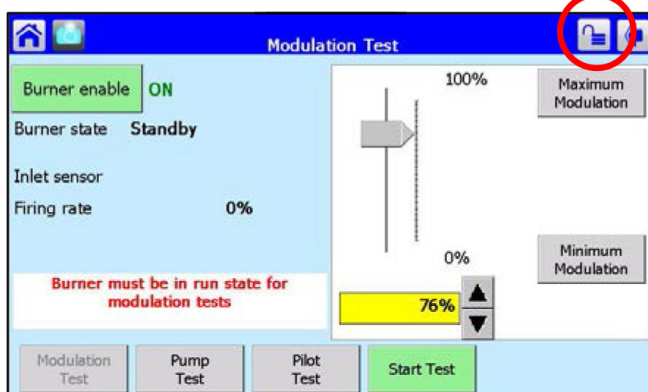 Modulation Test
Burner enable ON
Burner state Standby
Inlet sensor
Firing rate 0%
Burner must be in run state for
modulation tests
100%
0%
76%
Maximum
Modulation
Minimum
Modulation
Modulation
Test
Pump
Test
Pilot
Test
Start Test